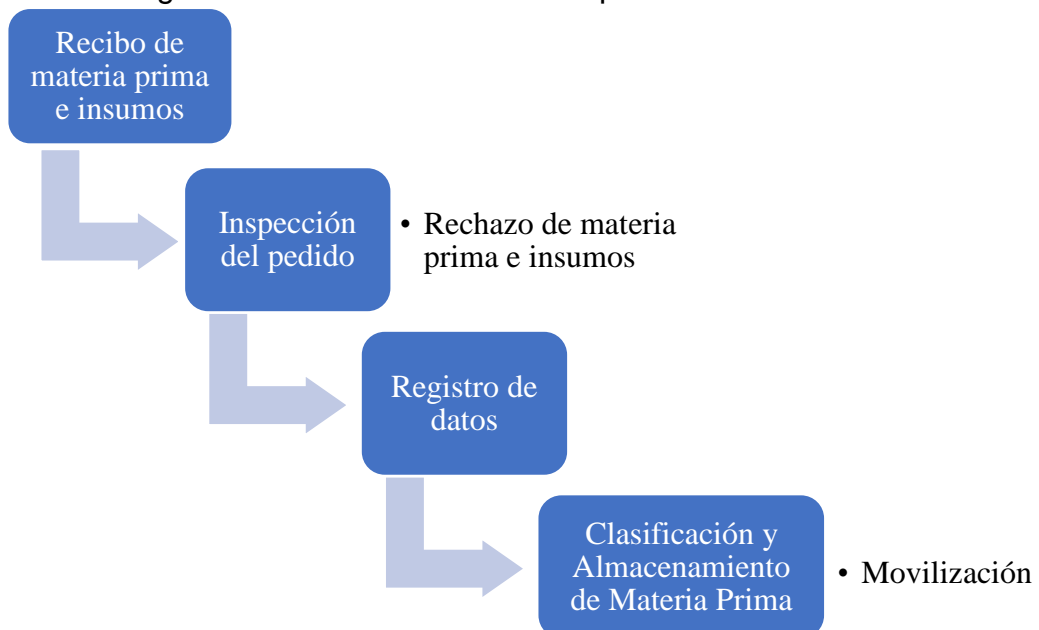 Recibo de
materia prima
e insumos
Inspección
del pedido
• Rechazo de materia
prima e insumos
Registro de
datos
Clasificación y
Almacenamiento
de Materia Prima
• Movilización